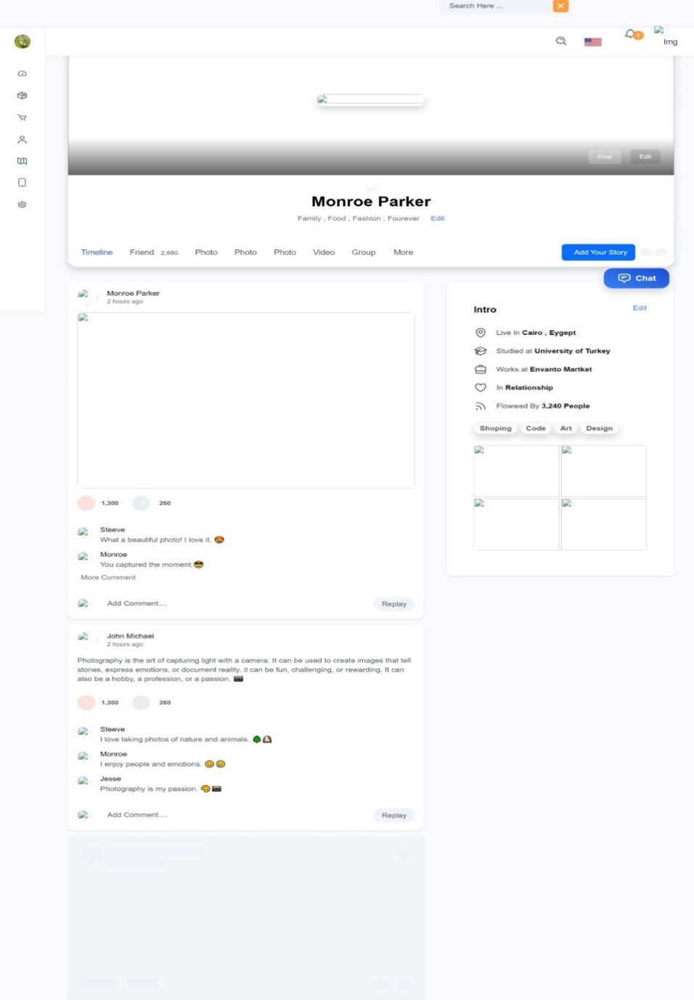 Search Here ...
1
Img
Crop
Edit
Monroe Parker
Family , Food , Fashion , Fourever Edit
Timeline Friend 2,680 Photo Photo Photo Video Group More
Add Your Story
Chat
Monroe Parker
2 hours ago
1,300 260
Steeve
What a beautiful photo! I love it. 🥰
Monroe
You captured the moment.😎
More Comment
Add Comment....
Replay
John Michael
2 hours ago
Photography is the art of capturing light with a camera. It can be used to create images that tell
stories, express emotions, or document reality. it can be fun, challenging, or rewarding. It can
also be a hobby, a profession, or a passion. 📷
1,300 260
Steeve
I love taking photos of nature and animals. 🌳🐶
Monroe
I enjoy people and emotions. 😊😊
Jesse
Photography is my passion. 📷
Add Comment....
Replay
Intro
Edit
Live In Cairo , Eygept
Studied at University of Turkey
Works at Envanto Martket
In Relationship
Flowwed By 3,240 People
Shoping Code Art Design